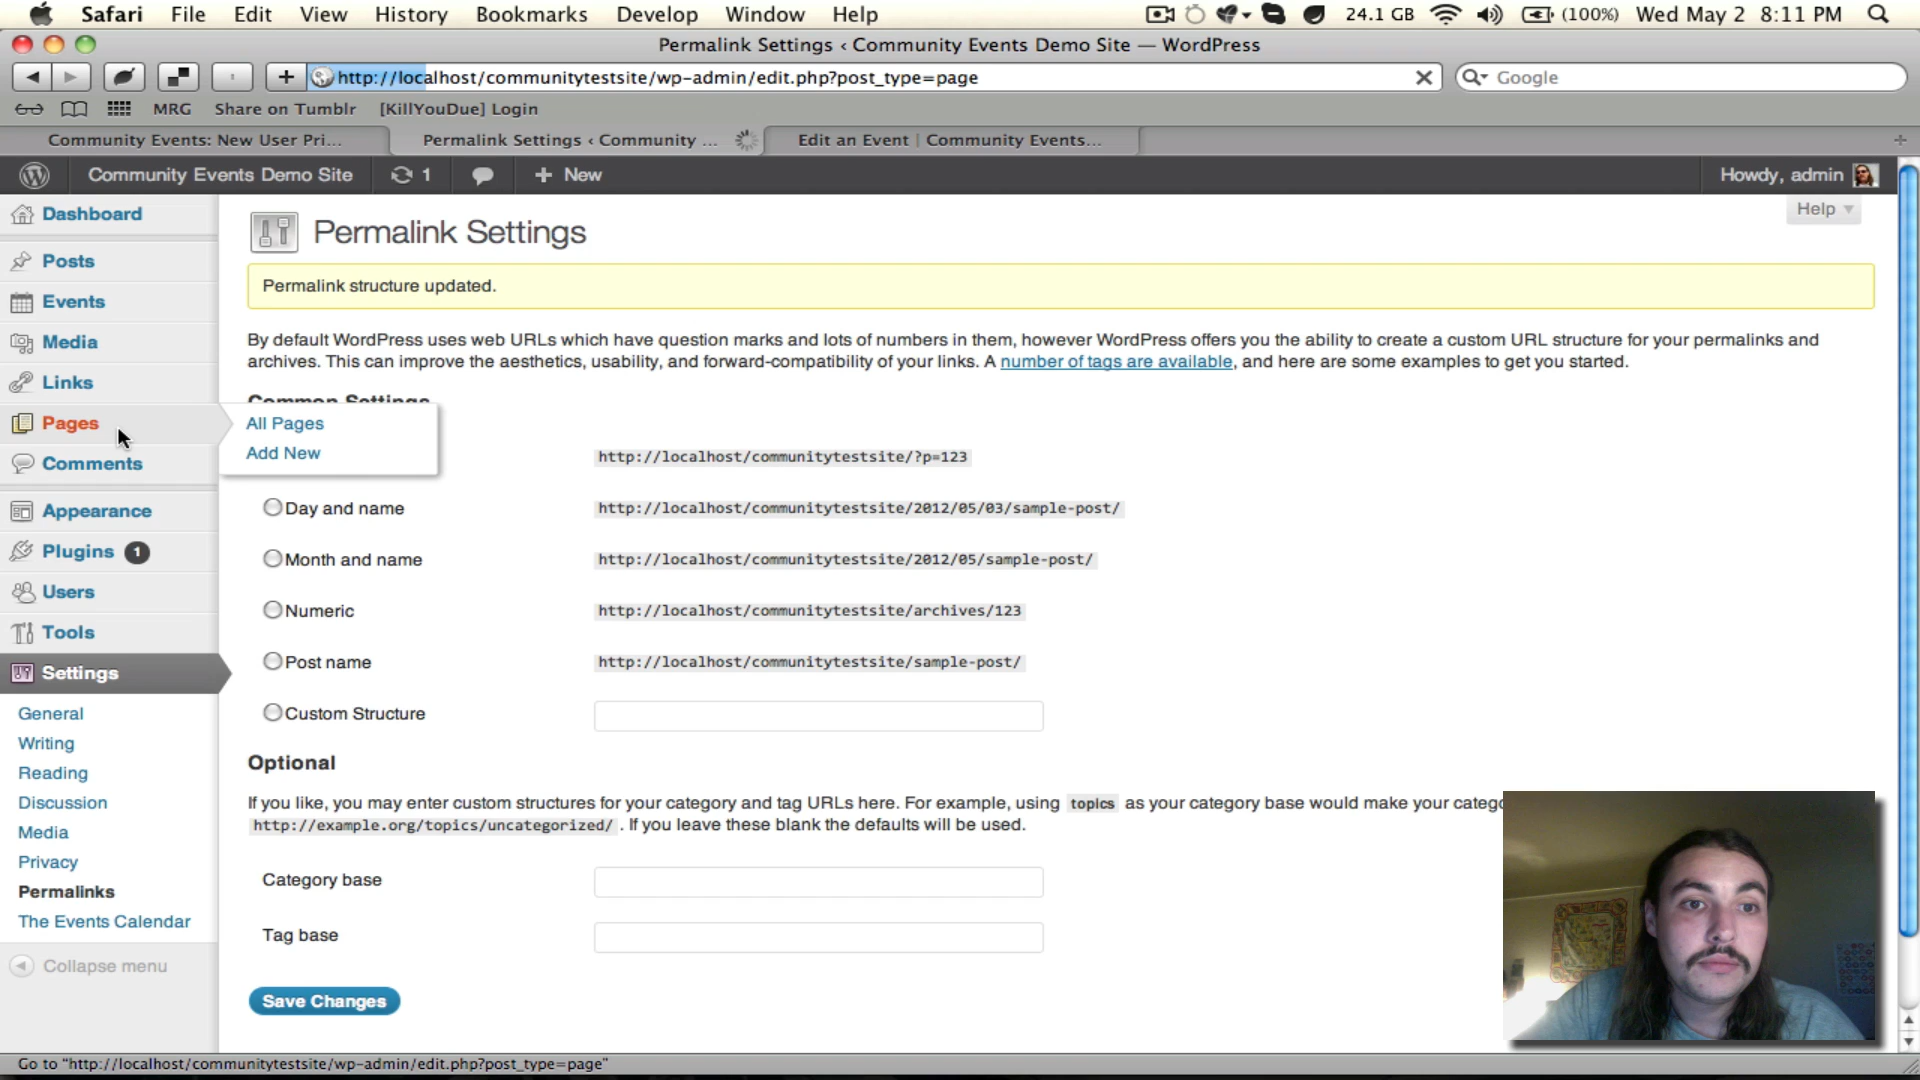 Safari File Edit View History Bookmarks Develop Window Help 24.1 GB (100%) Wed May 2 8:11 PM
Permalink Settings ‹ Community Events Demo Site — WordPress
http://localhost/communitytestsite/wp-admin/edit.php?post_type=page Google
MRG Share on Tumblr [KillYouDue] Login
Community Events: New User Pri... Permalink Settings ‹ Community ... Edit an Event | Community Events...
Community Events Demo Site 1 + New Howdy, admin
Help
Dashboard
Posts
Events
Media
Links
Pages
Comments
Appearance
Plugins 1
Users
Tools
Settings
General
Writing
Reading
Discussion
Media
Privacy
Permalinks
The Events Calendar
Collapse menu
All Pages
Add New
Permalink Settings
Permalink structure updated.
By default WordPress uses web URLs which have question marks and lots of numbers in them, however WordPress offers you the ability to create a custom URL structure for your permalinks and
archives. This can improve the aesthetics, usability, and forward-compatibility of your links. A number of tags are available, and here are some examples to get you started.
Common Settings
http://localhost/communitytestsite/?p=123
Day and name http://localhost/communitytestsite/2012/05/03/sample-post/
Month and name http://localhost/communitytestsite/2012/05/sample-post/
Numeric http://localhost/communitytestsite/archives/123
Post name http://localhost/communitytestsite/sample-post/
Custom Structure
Optional
If you like, you may enter custom structures for your category and tag URLs here. For example, using topics as your category base would make your catego
http://example.org/topics/uncategorized/ . If you leave these blank the defaults will be used.
Category base
Tag base
Save Changes
Go to "http://localhost/communitytestsite/wp-admin/edit.php?post_type=page"